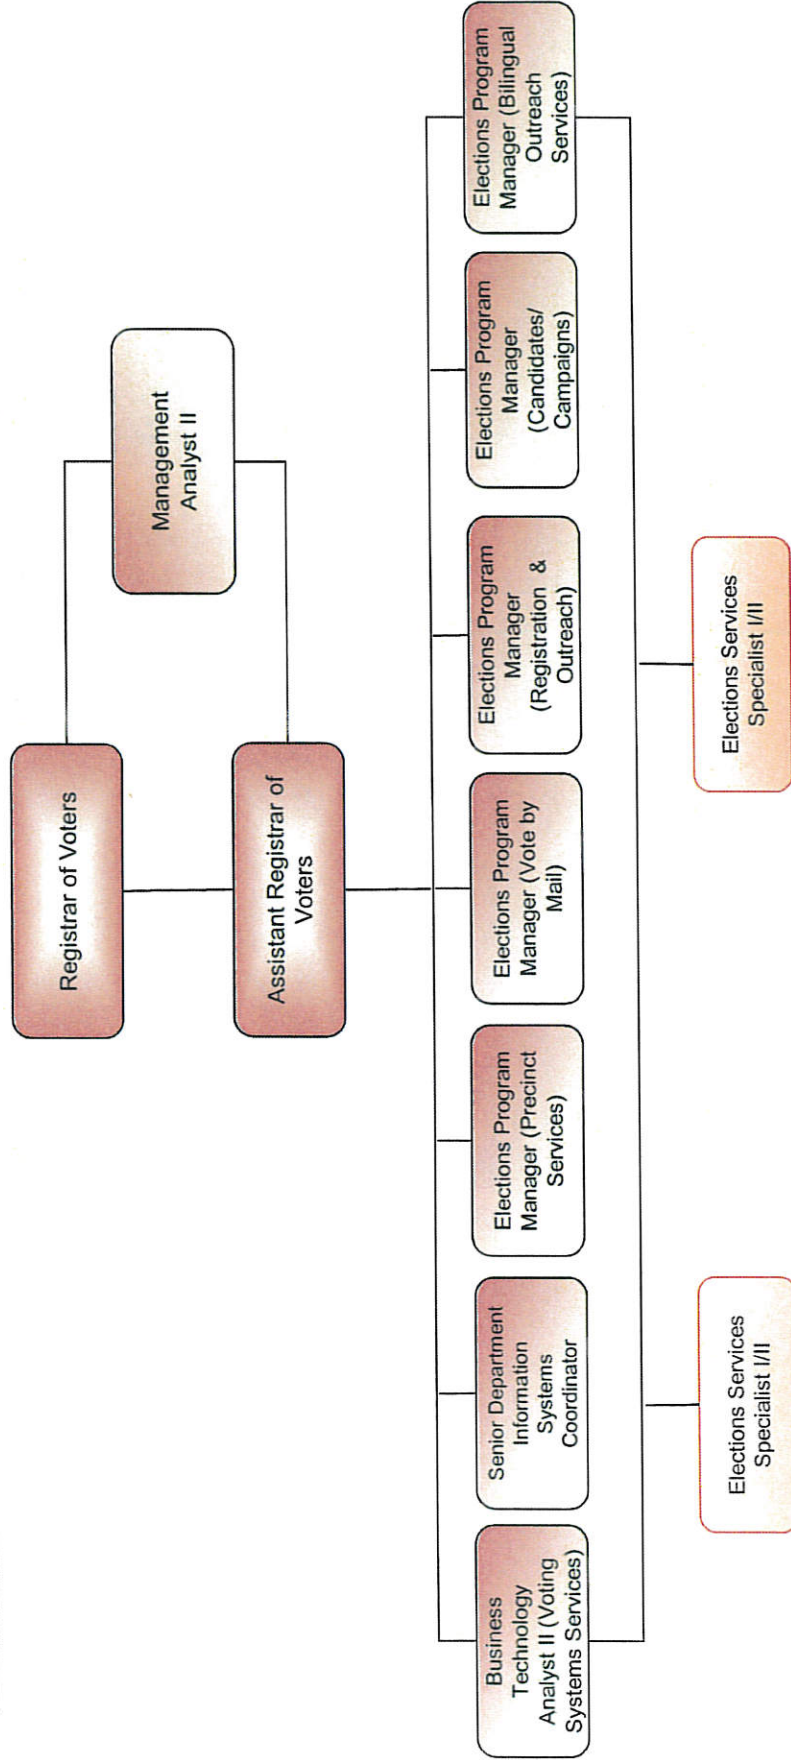 Registrar of Voters
Management
Analyst II
Assistant Registrar of
Voters
Business
Technology
Analyst II (Voting
Systems Services)
Senior Department
Information
Systems
Coordinator
Elections Program
Manager (Precinct
Services)
Elections Program
Manager (Vote by
Mail)
Elections Program
Manager
(Registration &
Outreach)
Elections Program
Manager
(Candidates/
Campaigns)
Elections Program
Manager (Bilingual
Outreach
Services)
Elections Services
Specialist I/II
Elections Services
Specialist I/II